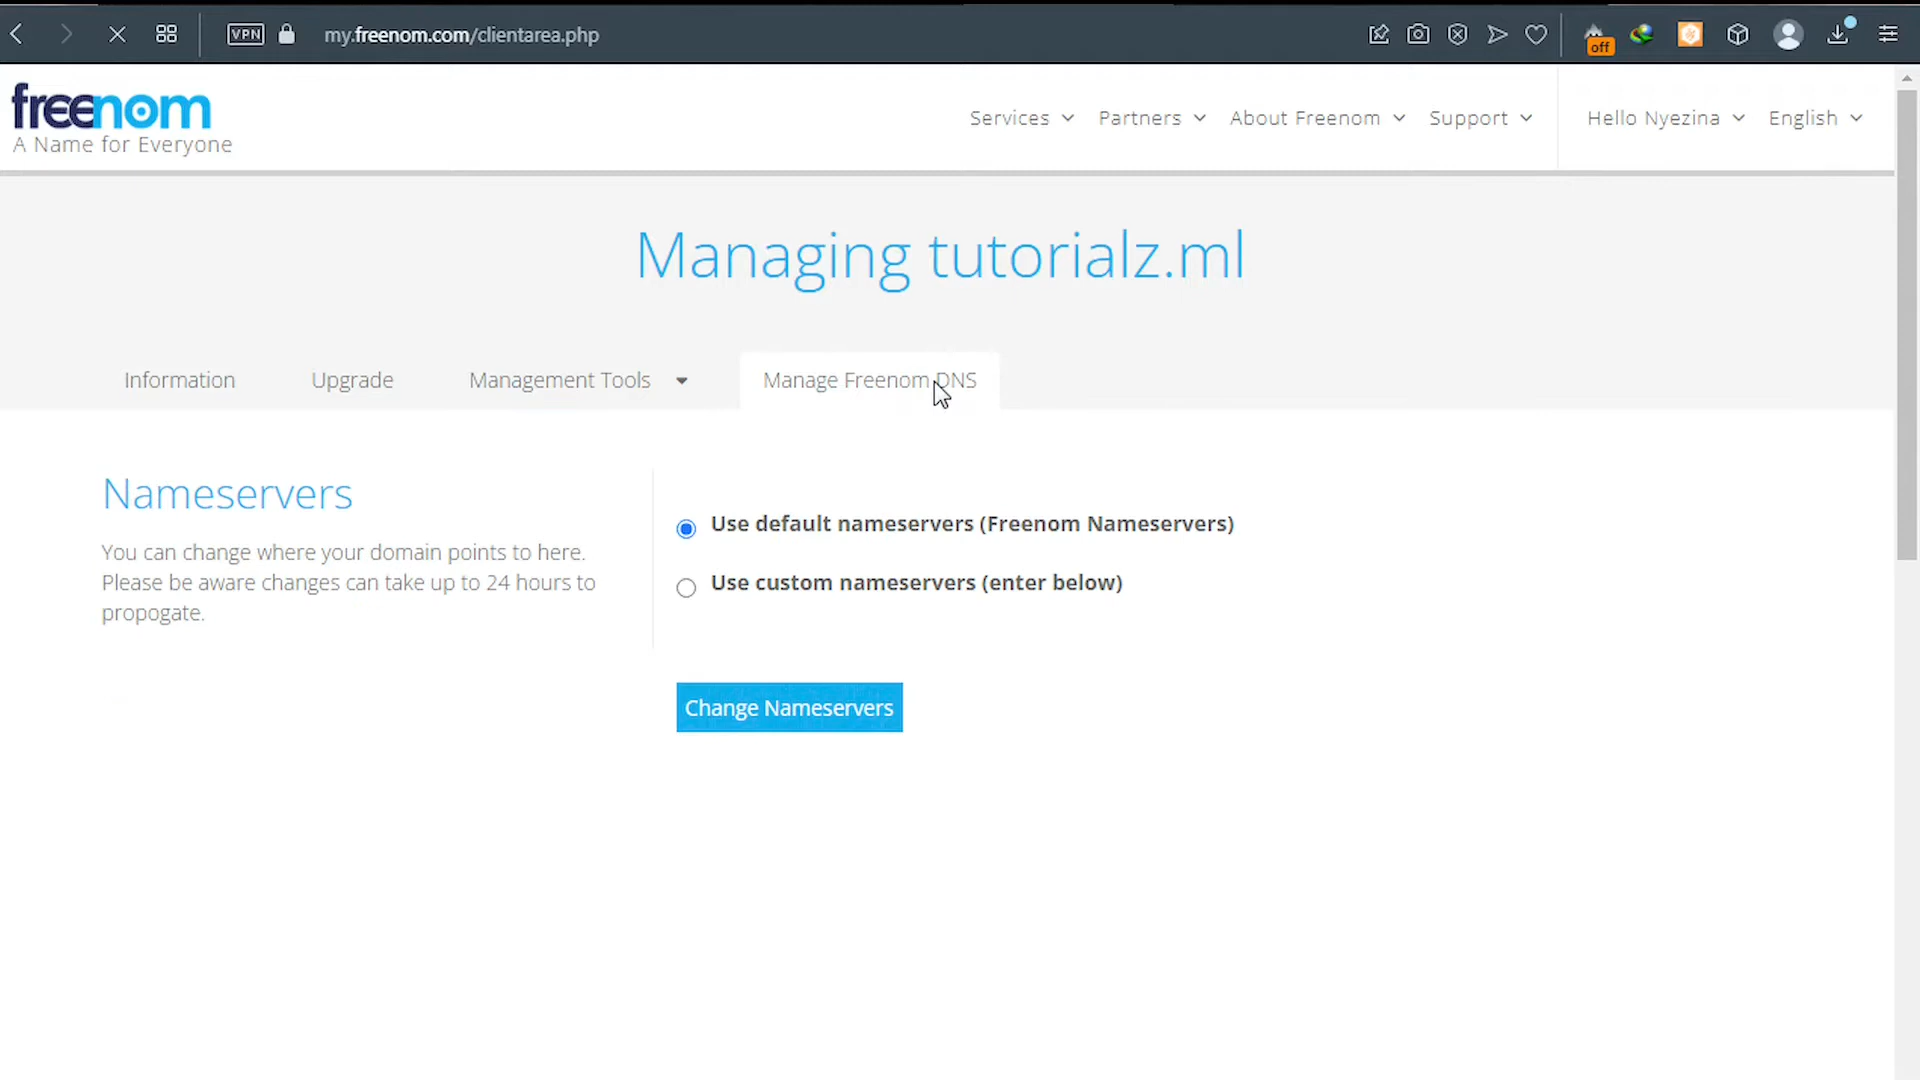 VPN
my.freenom.com/clientarea.php
off
freenom
A Name for Everyone
Services
Partners
About Freenom
Support
Hello Nyezina
English
Managing tutorialz.ml
Information
Upgrade
Management Tools
Manage Freenom DNS
Nameservers
You can change where your domain points to here.
Please be aware changes can take up to 24 hours to
propogate.
Use default nameservers (Freenom Nameservers)
Use custom nameservers (enter below)
Change Nameservers